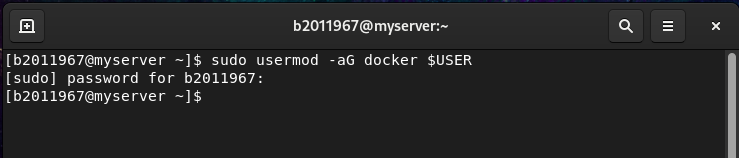 b2011967@myserver:~
[b2011967@myserver ~]$ sudo usermod -aG docker $USER
[sudo] password for b2011967:
[b2011967@myserver ~]$